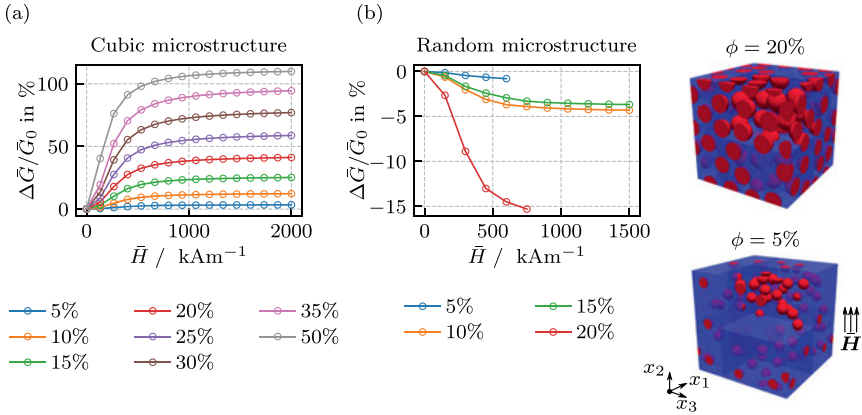 (a)
Cubic microstructure
ΔḠ/Ḡ₀ in %
100
50
0
0
1000
2000
H̄ / kAm⁻¹
5%
10%
15%
20%
25%
30%
35%
50%
(b)
Random microstructure
ΔḠ/Ḡ₀ in %
0
−5
−10
−15
0
500
1000
1500
H̄ / kAm⁻¹
5%
10%
15%
20%
ϕ = 20%
ϕ = 5%
H̄
x₂
x₁
x₃